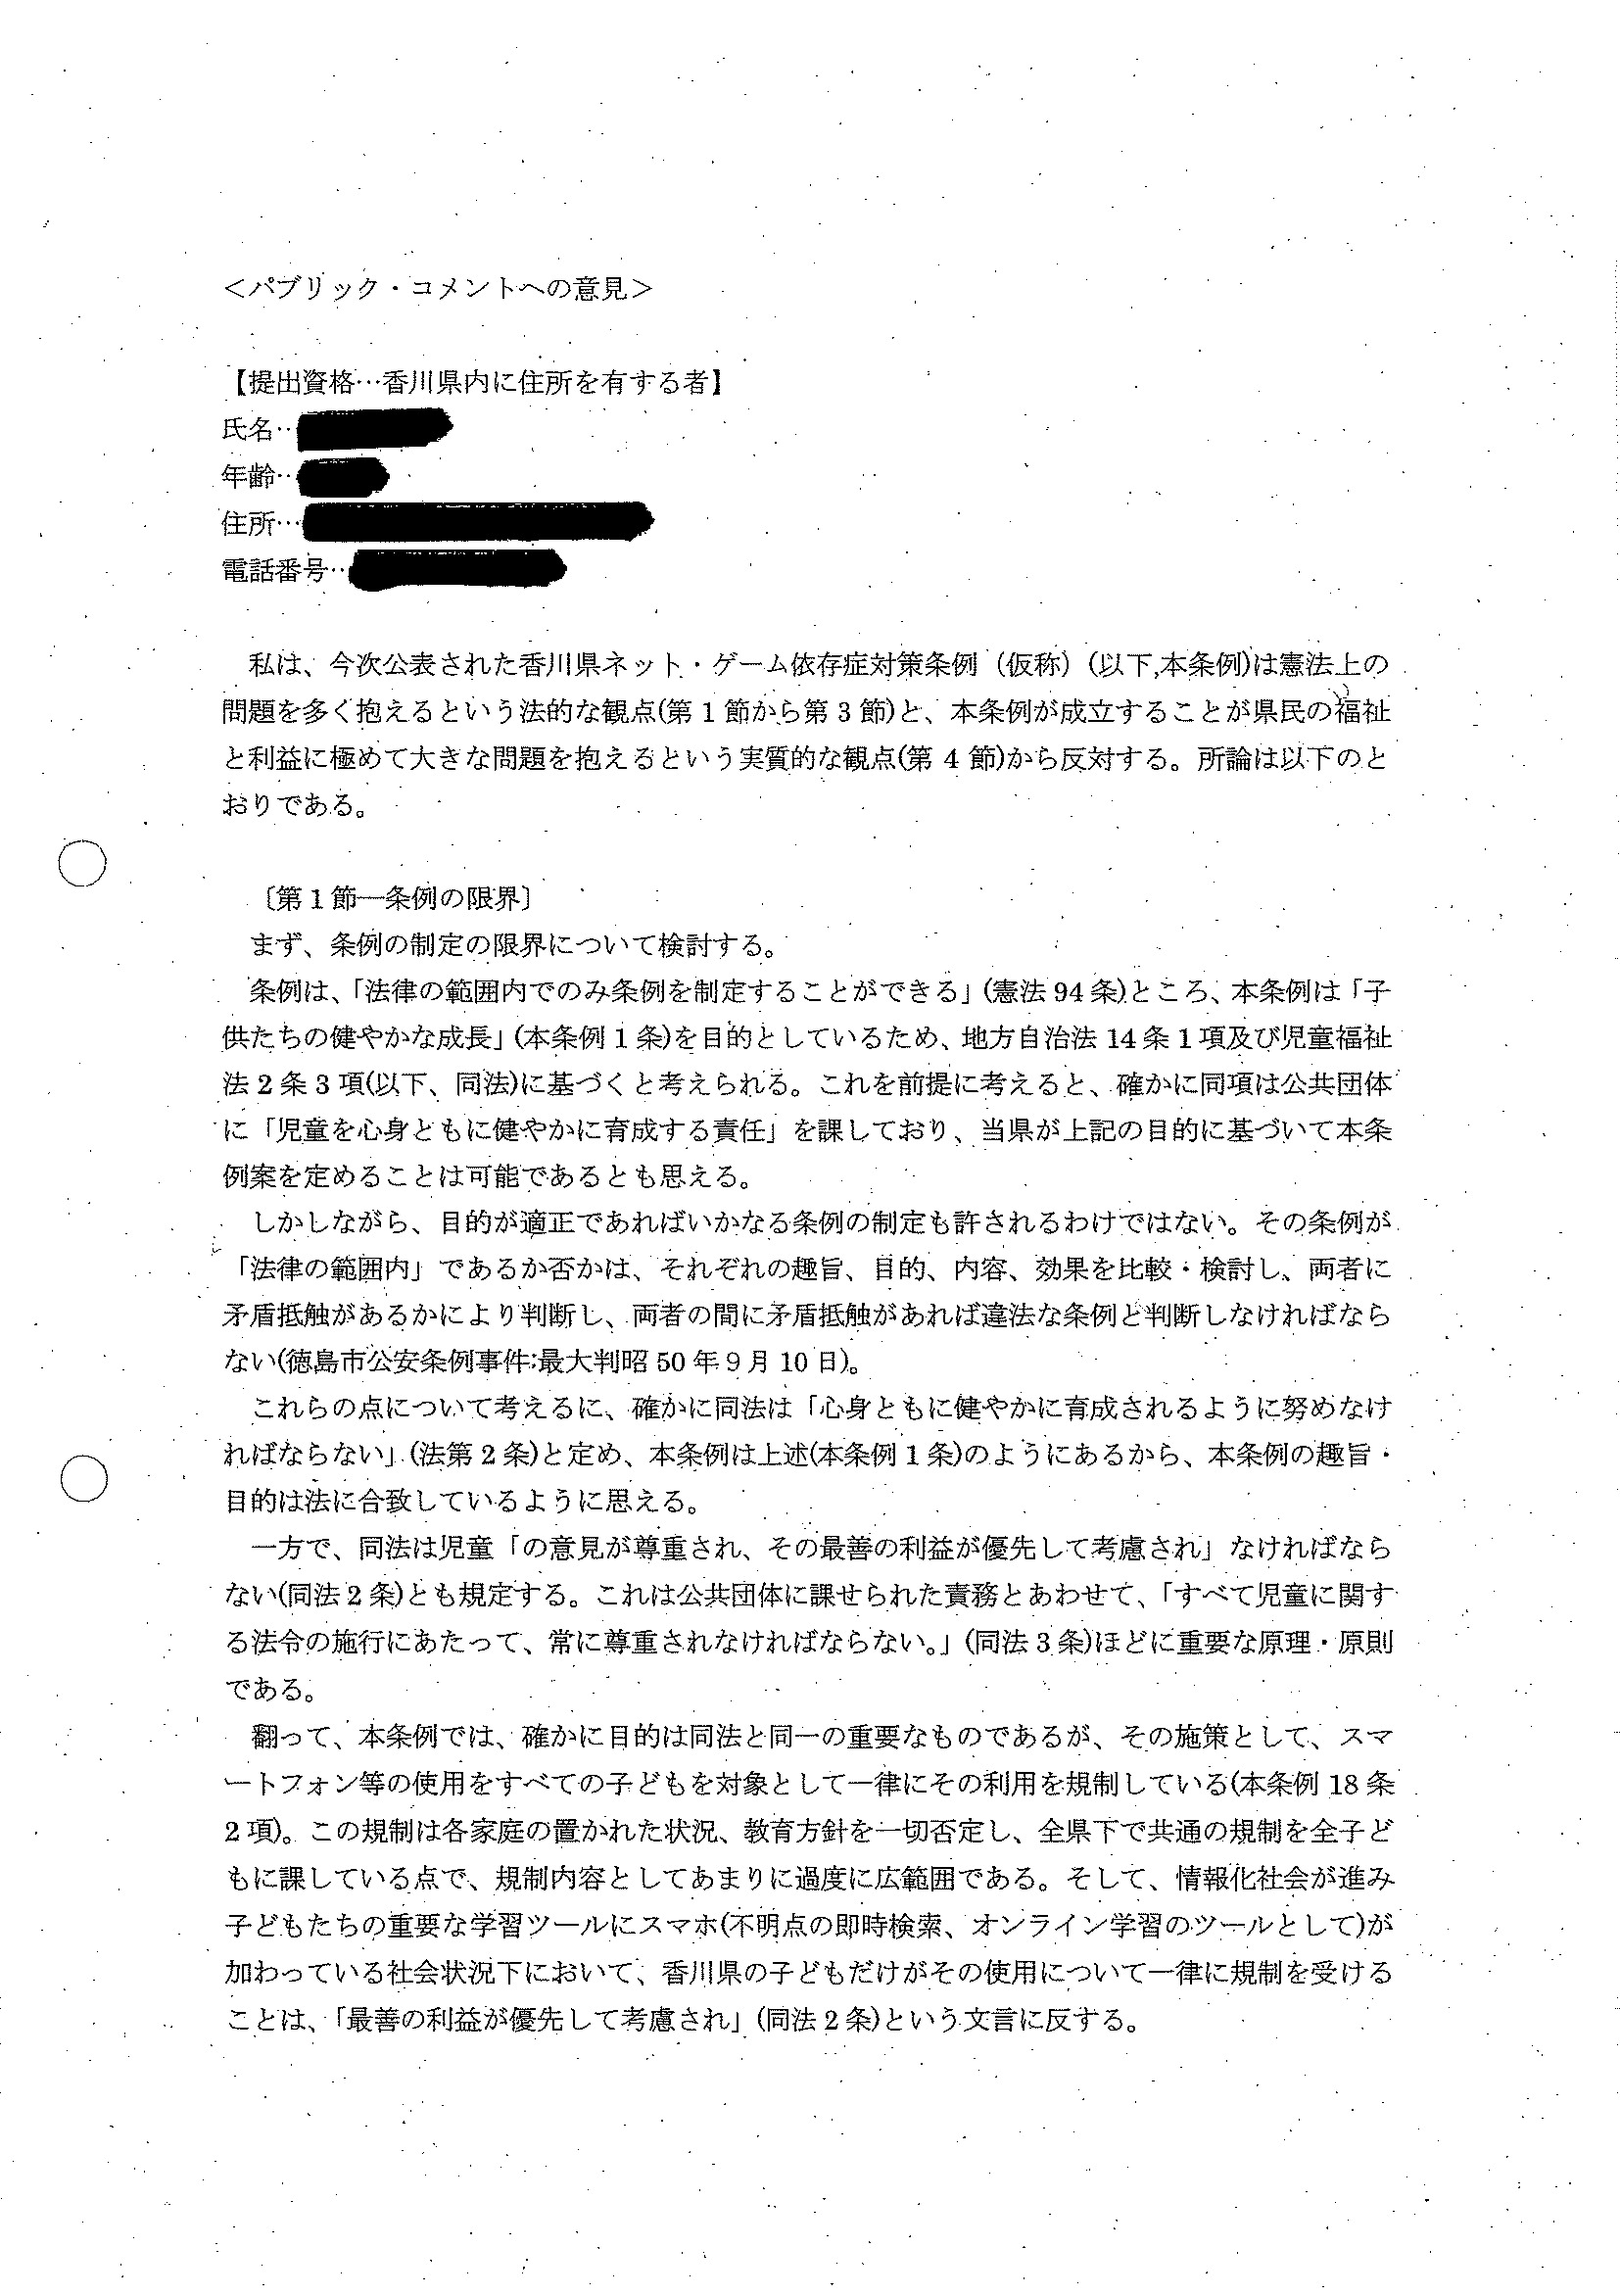 ＜パブリック・コメントへの意見＞
【提出資格…香川県内に住所を有する者】
氏名‥
年齢‥
住所…
電話番号‥
私は、今次公表された香川県ネット・ゲーム依存症対策条例（仮称）（以下,本条例)は憲法上の
問題を多く抱えるという法的な観点(第1節から第3節)と、本条例が成立することが県民の福祉
と利益に極めて大きな問題を抱えるという実質的な観点(第4節)から反対する。所論は以下のと
おりである。
〔第1節―条例の限界〕
まず、条例の制定の限界について検討する。
条例は、「法律の範囲内でのみ条例を制定することができる」(憲法94条)ところ、本条例は「子
供たちの健やかな成長」(本条例1条)を目的としているため、地方自治法14条1項及び児童福祉
法2条3項(以下、同法)に基づくと考えられる。これを前提に考えると、確かに同項は公共団体
に「児童を心身ともに健やかに育成する責任」を課しており、当県が上記の目的に基づいて本条
例案を定めることは可能であるとも思える。
しかしながら、目的が適正であればいかなる条例の制定も許されるわけではない。その条例が
「法律の範囲内」であるか否かは、それぞれの趣旨、目的、内容、効果を比較・検討し、両者に
矛盾抵触があるかにより判断し、両者の間に矛盾抵触があれば違法な条例と判断しなければなら
ない(徳島市公安条例事件:最大判昭50年9月10日)。
これらの点について考えるに、確かに同法は「心身ともに健やかに育成されるように努めなけ
ればならない」(法第2条)と定め、本条例は上述(本条例1条)のようにあるから、本条例の趣旨・
目的は法に合致しているように思える。
一方で、同法は児童「の意見が尊重され、その最善の利益が優先して考慮され」なければなら
ない(同法2条)とも規定する。これは公共団体に課せられた責務とあわせて、「すべて児童に関す
る法令の施行にあたって、常に尊重されなければならない。」(同法3条)ほどに重要な原理・原則
である。
翻って、本条例では、確かに目的は同法と同一の重要なものであるが、その施策として、スマ
ートフォン等の使用をすべての子どもを対象として一律にその利用を規制している(本条例18条
2項)。この規制は各家庭の置かれた状況、教育方針を一切否定し、全県下で共通の規制を全子ど
もに課している点で、規制内容としてあまりに過度に広範囲である。そして、情報化社会が進み
子どもたちの重要な学習ツールにスマホ(不明点の即時検索、オンライン学習のツールとして)が
加わっている社会状況下において、香川県の子どもだけがその使用について一律に規制を受ける
ことは、「最善の利益が優先して考慮され」(同法2条)という文言に反する。